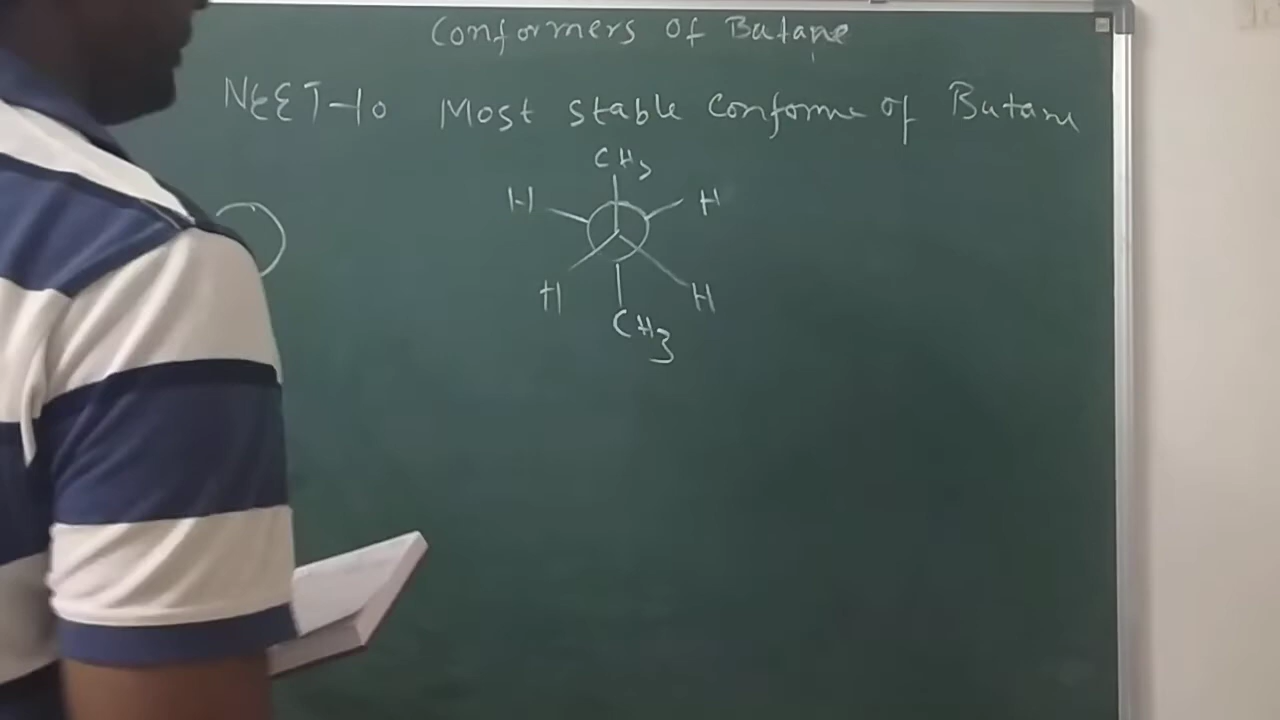 Conformers of Butane
NEET-10 Most stable Conforme of Butane
CH3
H H
H H
CH3